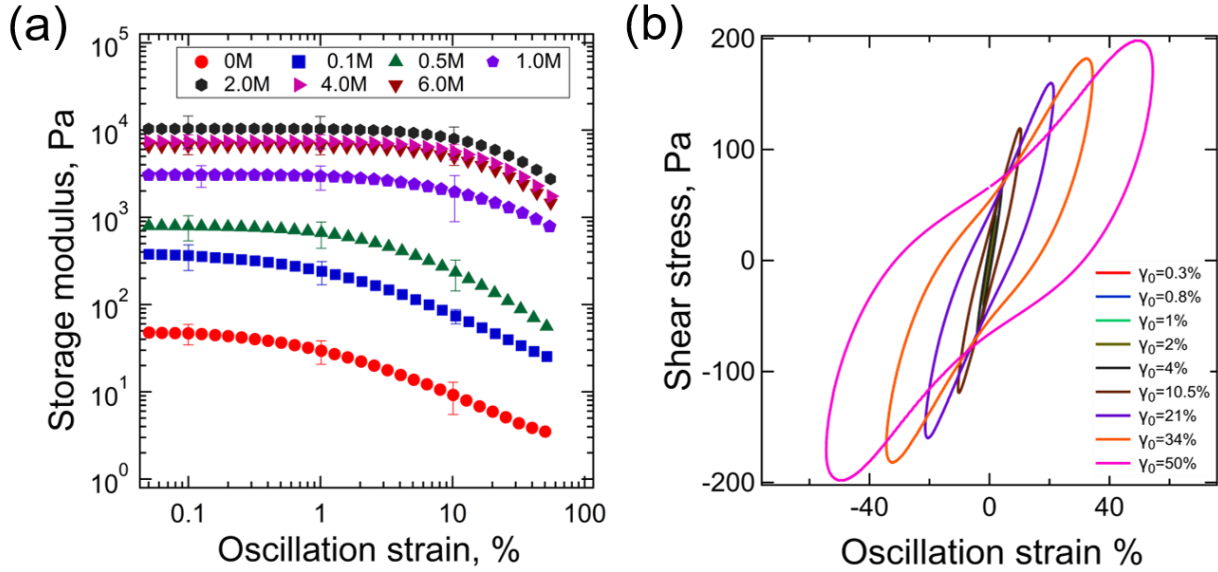 (a)
Storage modulus, Pa
10^5
10^4
10^3
10^2
10^1
10^0
0M 0.1M 0.5M 1.0M
2.0M 4.0M 6.0M
0.1 1 10 100
Oscillation strain, %
(b)
Shear stress, Pa
200
100
0
-100
-200
γ₀=0.3%
γ₀=0.8%
γ₀=1%
γ₀=2%
γ₀=4%
γ₀=10.5%
γ₀=21%
γ₀=34%
γ₀=50%
-40 0 40
Oscillation strain %